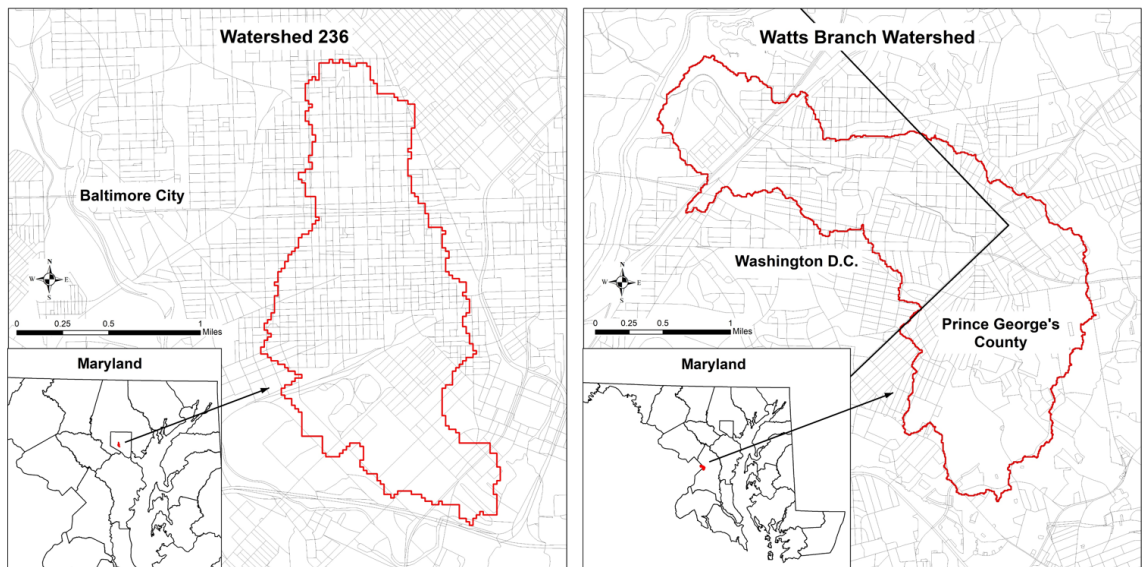 Watershed 236
Baltimore City
N
W E
S
0 0.25 0.5 1
Miles
Maryland
Watts Branch Watershed
Washington D.C.
Prince George's
County
N
W E
S
0 0.25 0.5 1
Miles
Maryland